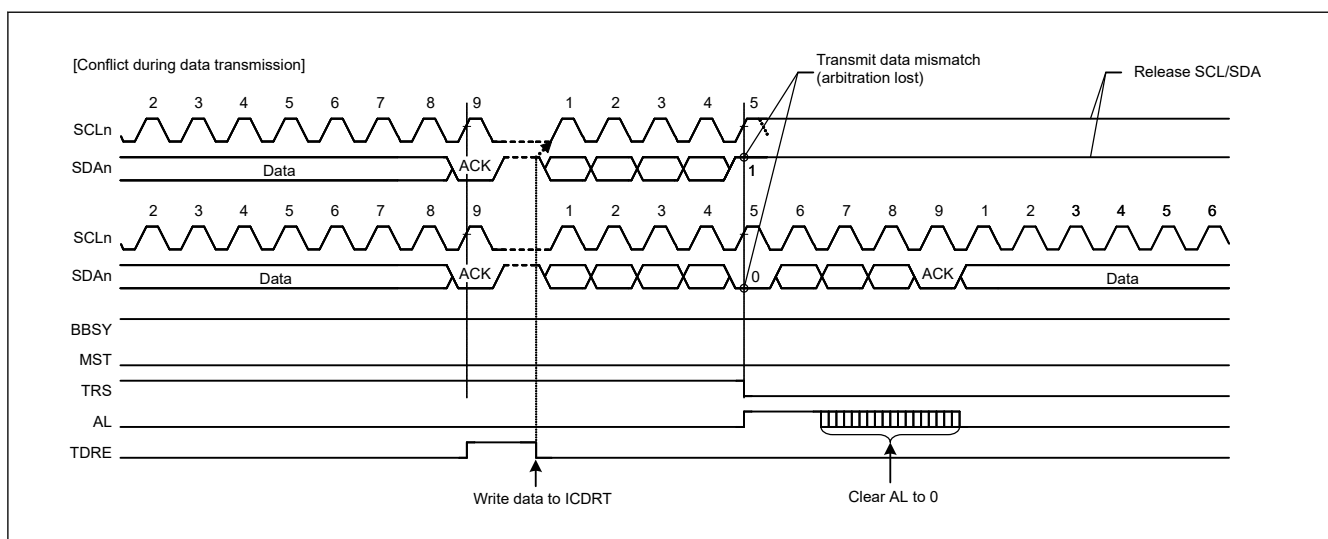 [Conflict during data transmission]
Transmit data mismatch
(arbitration lost)
Release SCL/SDA
2 3 4 5 6 7 8 9 1 2 3 4 5
SCLn
SDAn
Data
ACK
1
2 3 4 5 6 7 8 9 1 2 3 4 5 6 7 8 9 1 2 3 4 5 6
SCLn
SDAn
Data
ACK
0
ACK
Data
BBSY
MST
TRS
AL
TDRE
Write data to ICDRT
Clear AL to 0